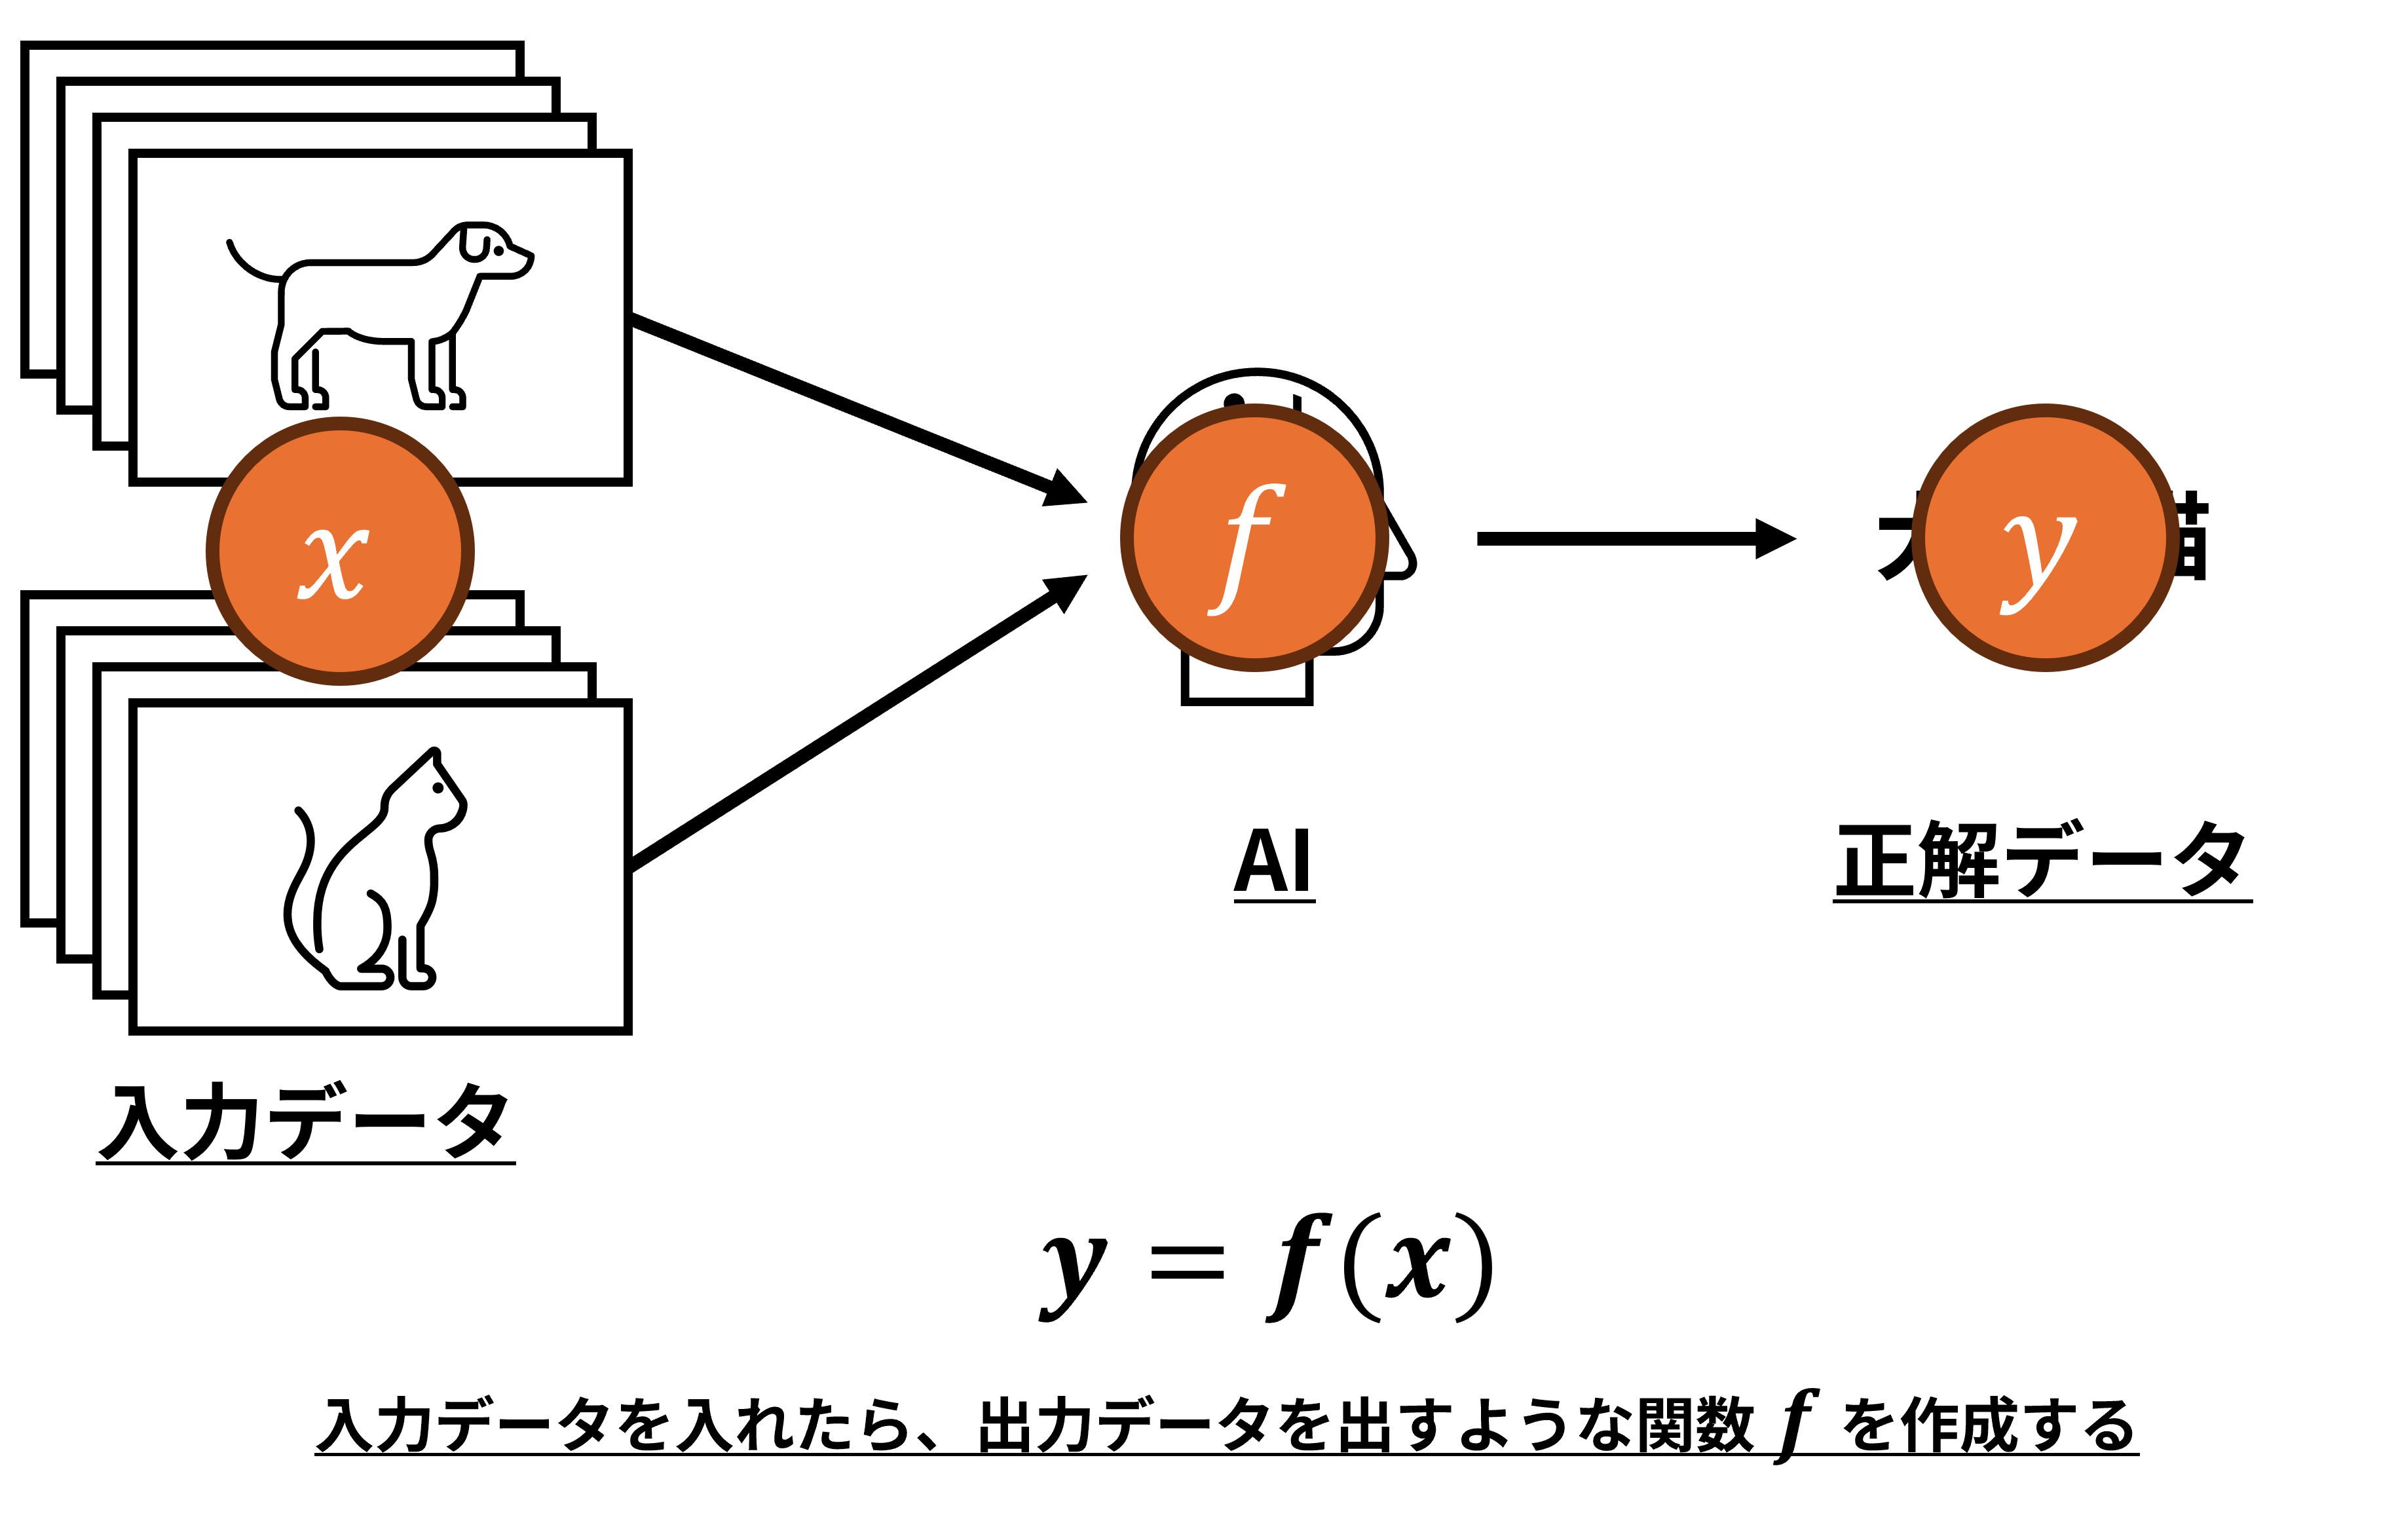 x
f
y
AI
正解データ
入力データ
y = f(x)
入力データを入れたら、出力データを出すような関数 f を作成する